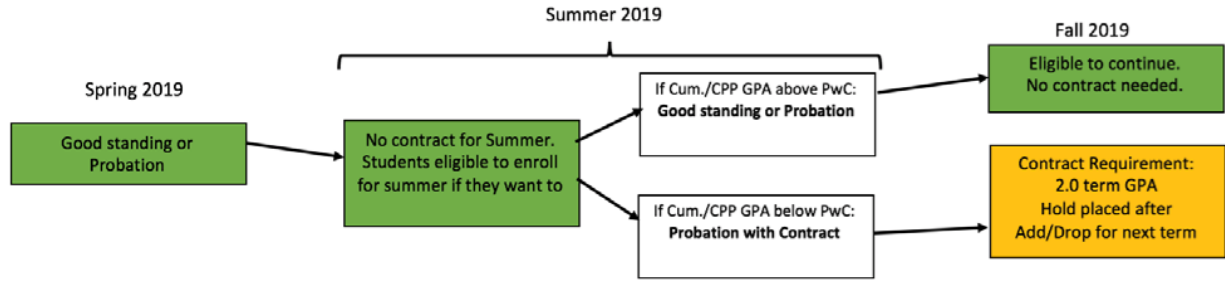 Summer 2019
Fall 2019
Spring 2019
Good standing or
Probation
No contract for Summer.
Students eligible to enroll
for summer if they want to
If Cum./CPP GPA above PwC:
Good standing or Probation
If Cum./CPP GPA below PwC:
Probation with Contract
Eligible to continue.
No contract needed.
Contract Requirement:
2.0 term GPA
Hold placed after
Add/Drop for next term